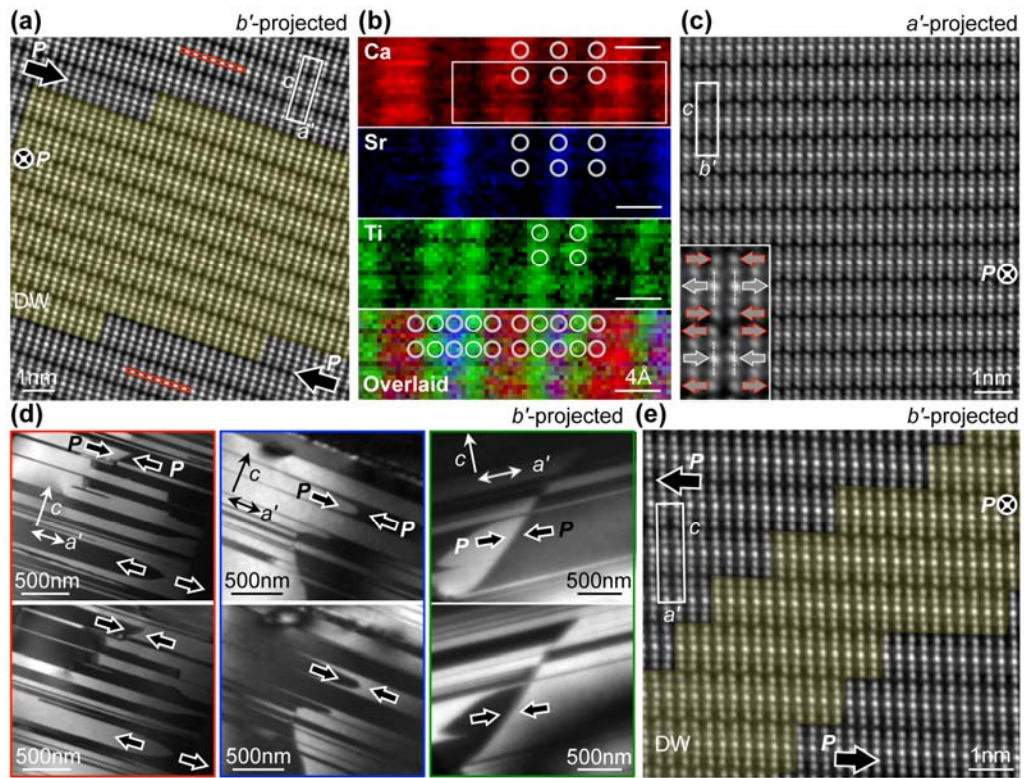 (a) b'-projected
P
c
a'
P
DW
P
1nm
(b)
Ca
Sr
Ti
Overlaid 4Å
(c) a'-projected
c
b'
P
1nm
(d) b'-projected
P P
c
a'
500nm
500nm
P
c
a'
P
500nm
500nm
c a'
P P
500nm
500nm
(e) b'-projected
P
P
c
a'
DW
P
1nm